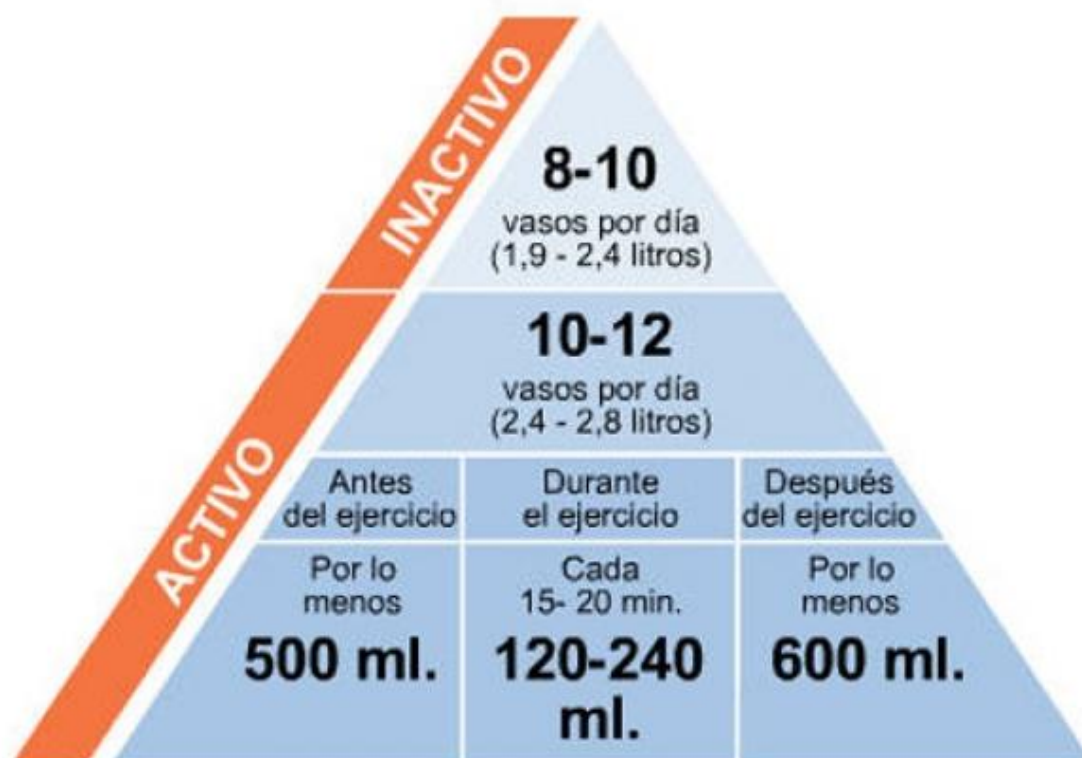 INACTIVO
8-10
vasos por día
(1,9 - 2,4 litros)
ACTIVO
10-12
vasos por día
(2,4 - 2,8 litros)
Antes
del ejercicio
Durante
el ejercicio
Después
del ejercicio
Por lo
menos
500 ml.
Cada
15- 20 min.
120-240
ml.
Por lo
menos
600 ml.